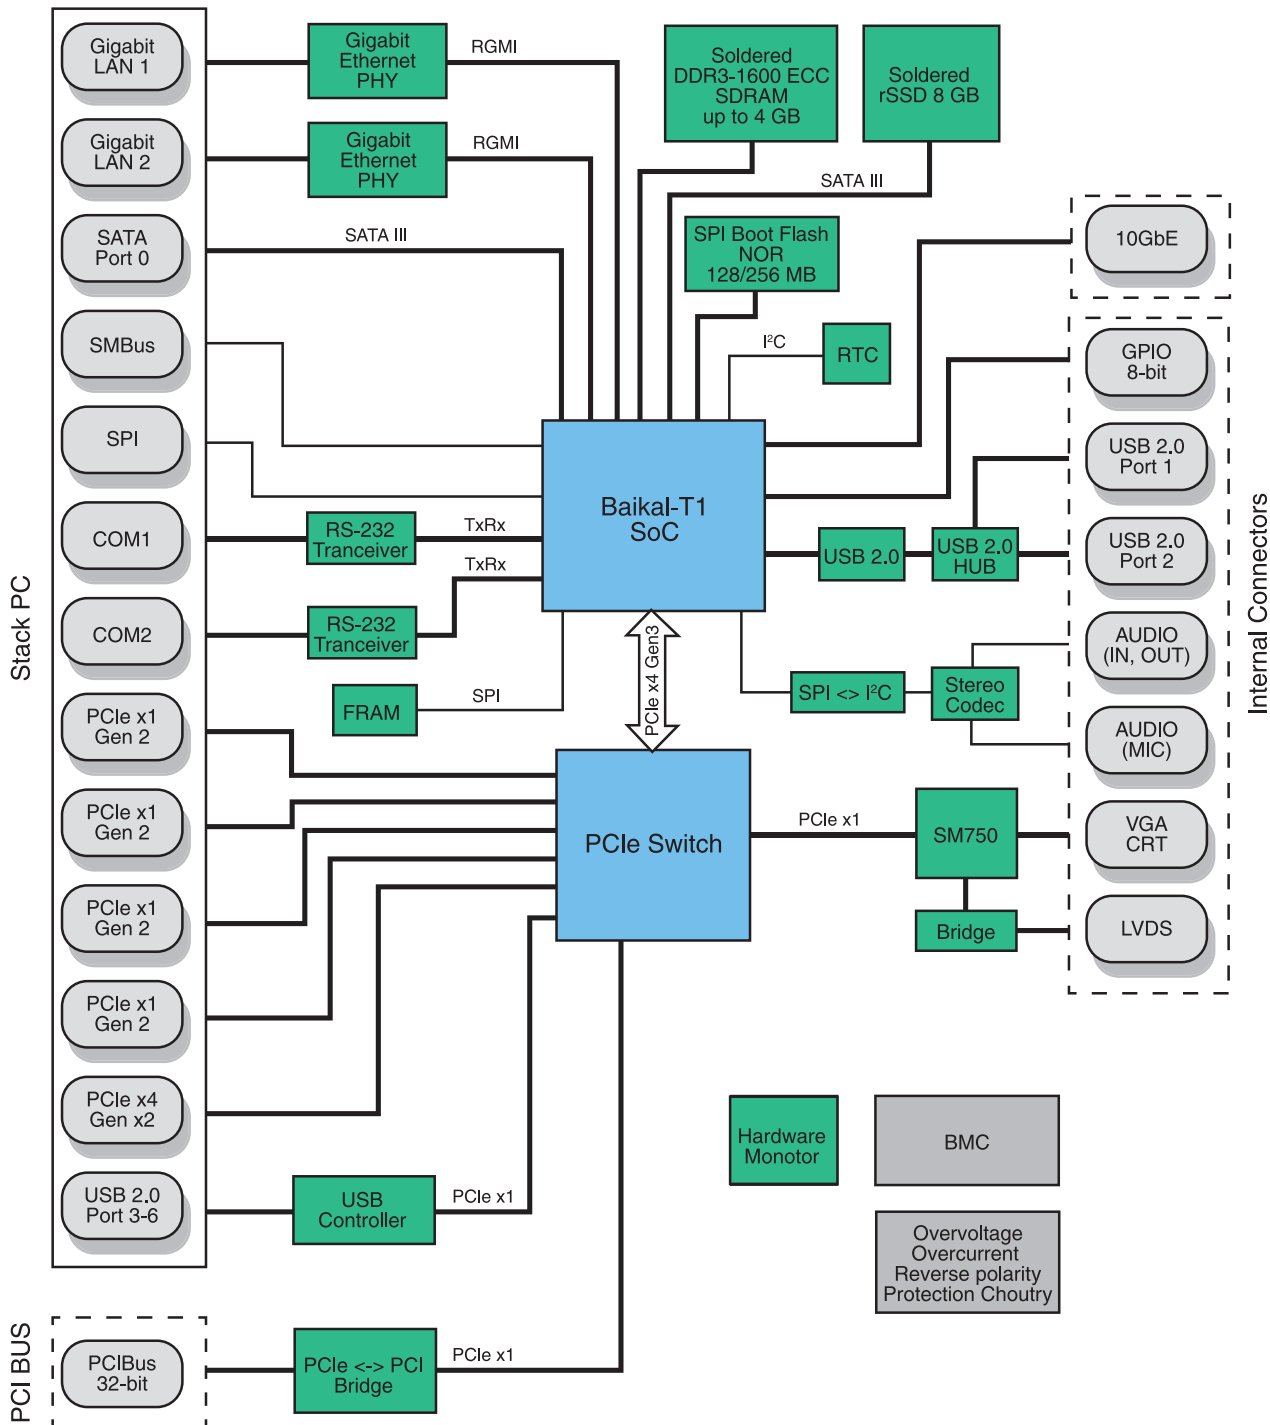 Stack PC
Gigabit
LAN 1
Gigabit
Ethernet
PHY
RGMI
Gigabit
LAN 2
Gigabit
Ethernet
PHY
RGMI
SATA
Port 0
SATA III
SMBus
SPI
COM1
RS-232
Tranceiver
TxRx
COM2
RS-232
Tranceiver
TxRx
FRAM
SPI
PCIe x1
Gen 2
PCIe x1
Gen 2
PCIe x1
Gen 2
PCIe x1
Gen 2
PCIe x4
Gen x2
USB 2.0
Port 3-6
USB
Controller
PCIe x1
PCI BUS
PCIBus
32-bit
PCIe <-> PCI
Bridge
PCIe x1
Soldered
DDR3-1600 ECC
SDRAM
up to 4 GB
Soldered
rSSD 8 GB
SATA III
SPI Boot Flash
NOR
128/256 MB
I²C
RTC
Baikal-T1
SoC
PCIe x4 Gen3
PCIe Switch
USB 2.0
USB 2.0
HUB
SPI <> I²C
Stereo
Codec
PCIe x1
SM750
Bridge
Internal Connectors
10GbE
GPIO
8-bit
USB 2.0
Port 1
USB 2.0
Port 2
AUDIO
(IN, OUT)
AUDIO
(MIC)
VGA
CRT
LVDS
Hardware
Monotor
BMC
Overvoltage
Overcurrent
Reverse polarity
Protection Choutry